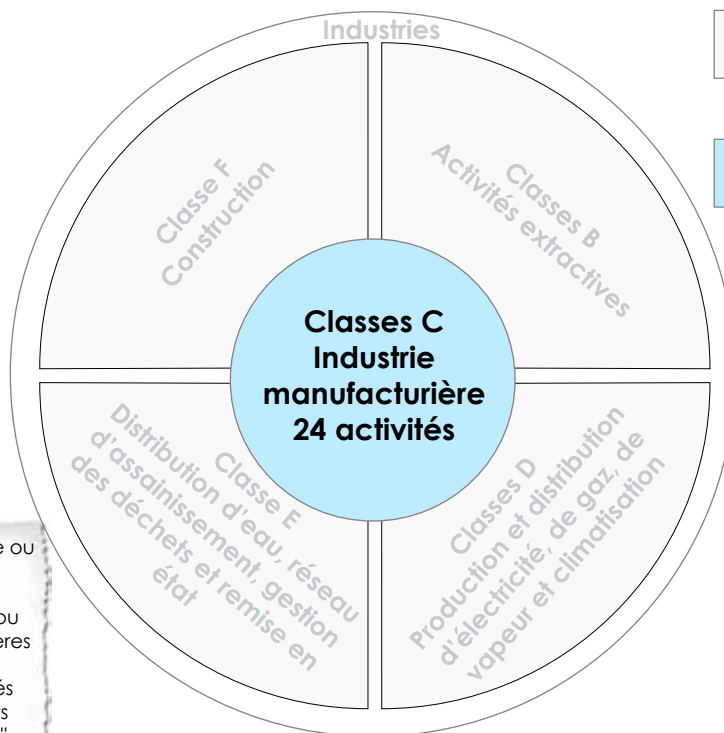 Industries
Classe F
Construction
Classes B
Activités extractives
Classes C
Industrie
manufacturière
24 activités
Classe E
Distribution d'eau, réseau
d'assainissement, gestion
des déchets et remise en
état
Classes D
Production et distribution
d'électricité, de gaz, de
vapeur et climatisation
ou